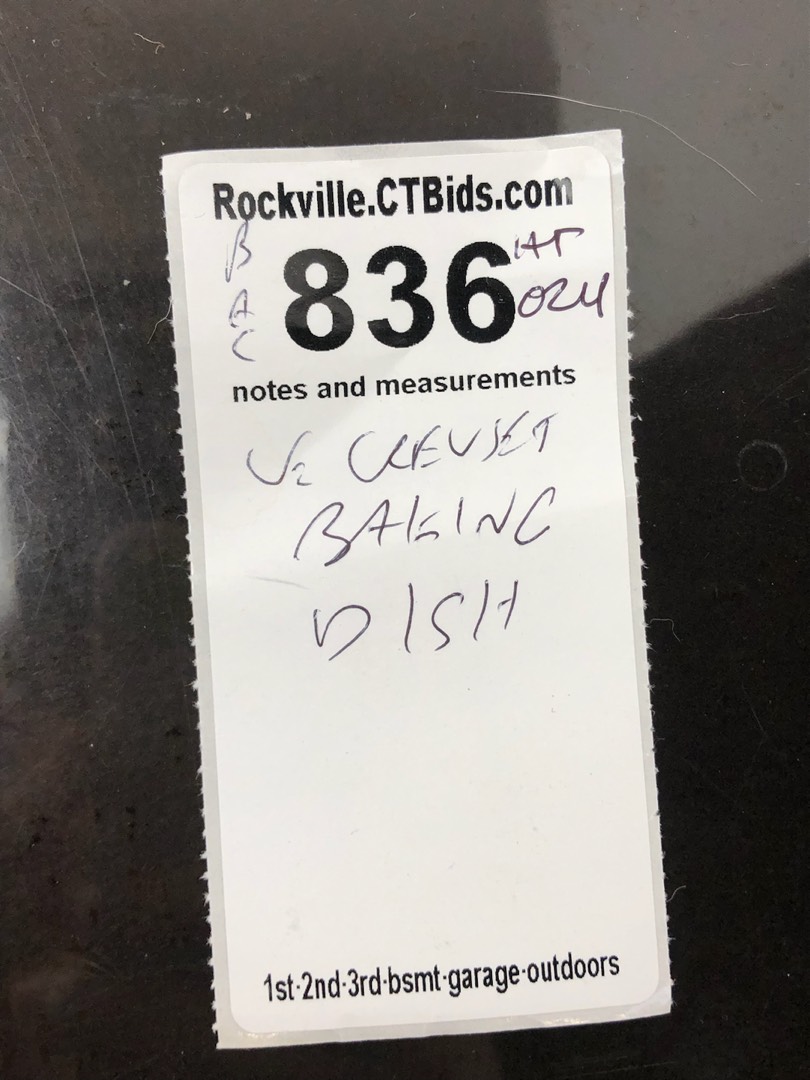 Rockville.CTBids.com
BAC
836
024
notes and measurements
Le CREUSET
BAKING
DISH
1st·2nd·3rd·bsmt·garage·outdoors